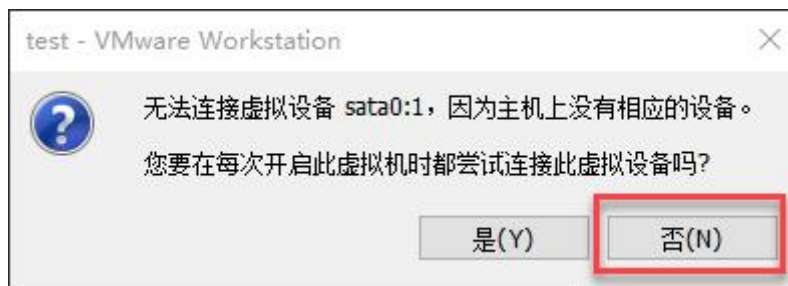 test - VMware Workstation
无法连接虚拟设备 sata0:1，因为主机上没有相应的设备。
您要在每次开启此虚拟机时都尝试连接此虚拟设备吗?
是(Y)
否(N)